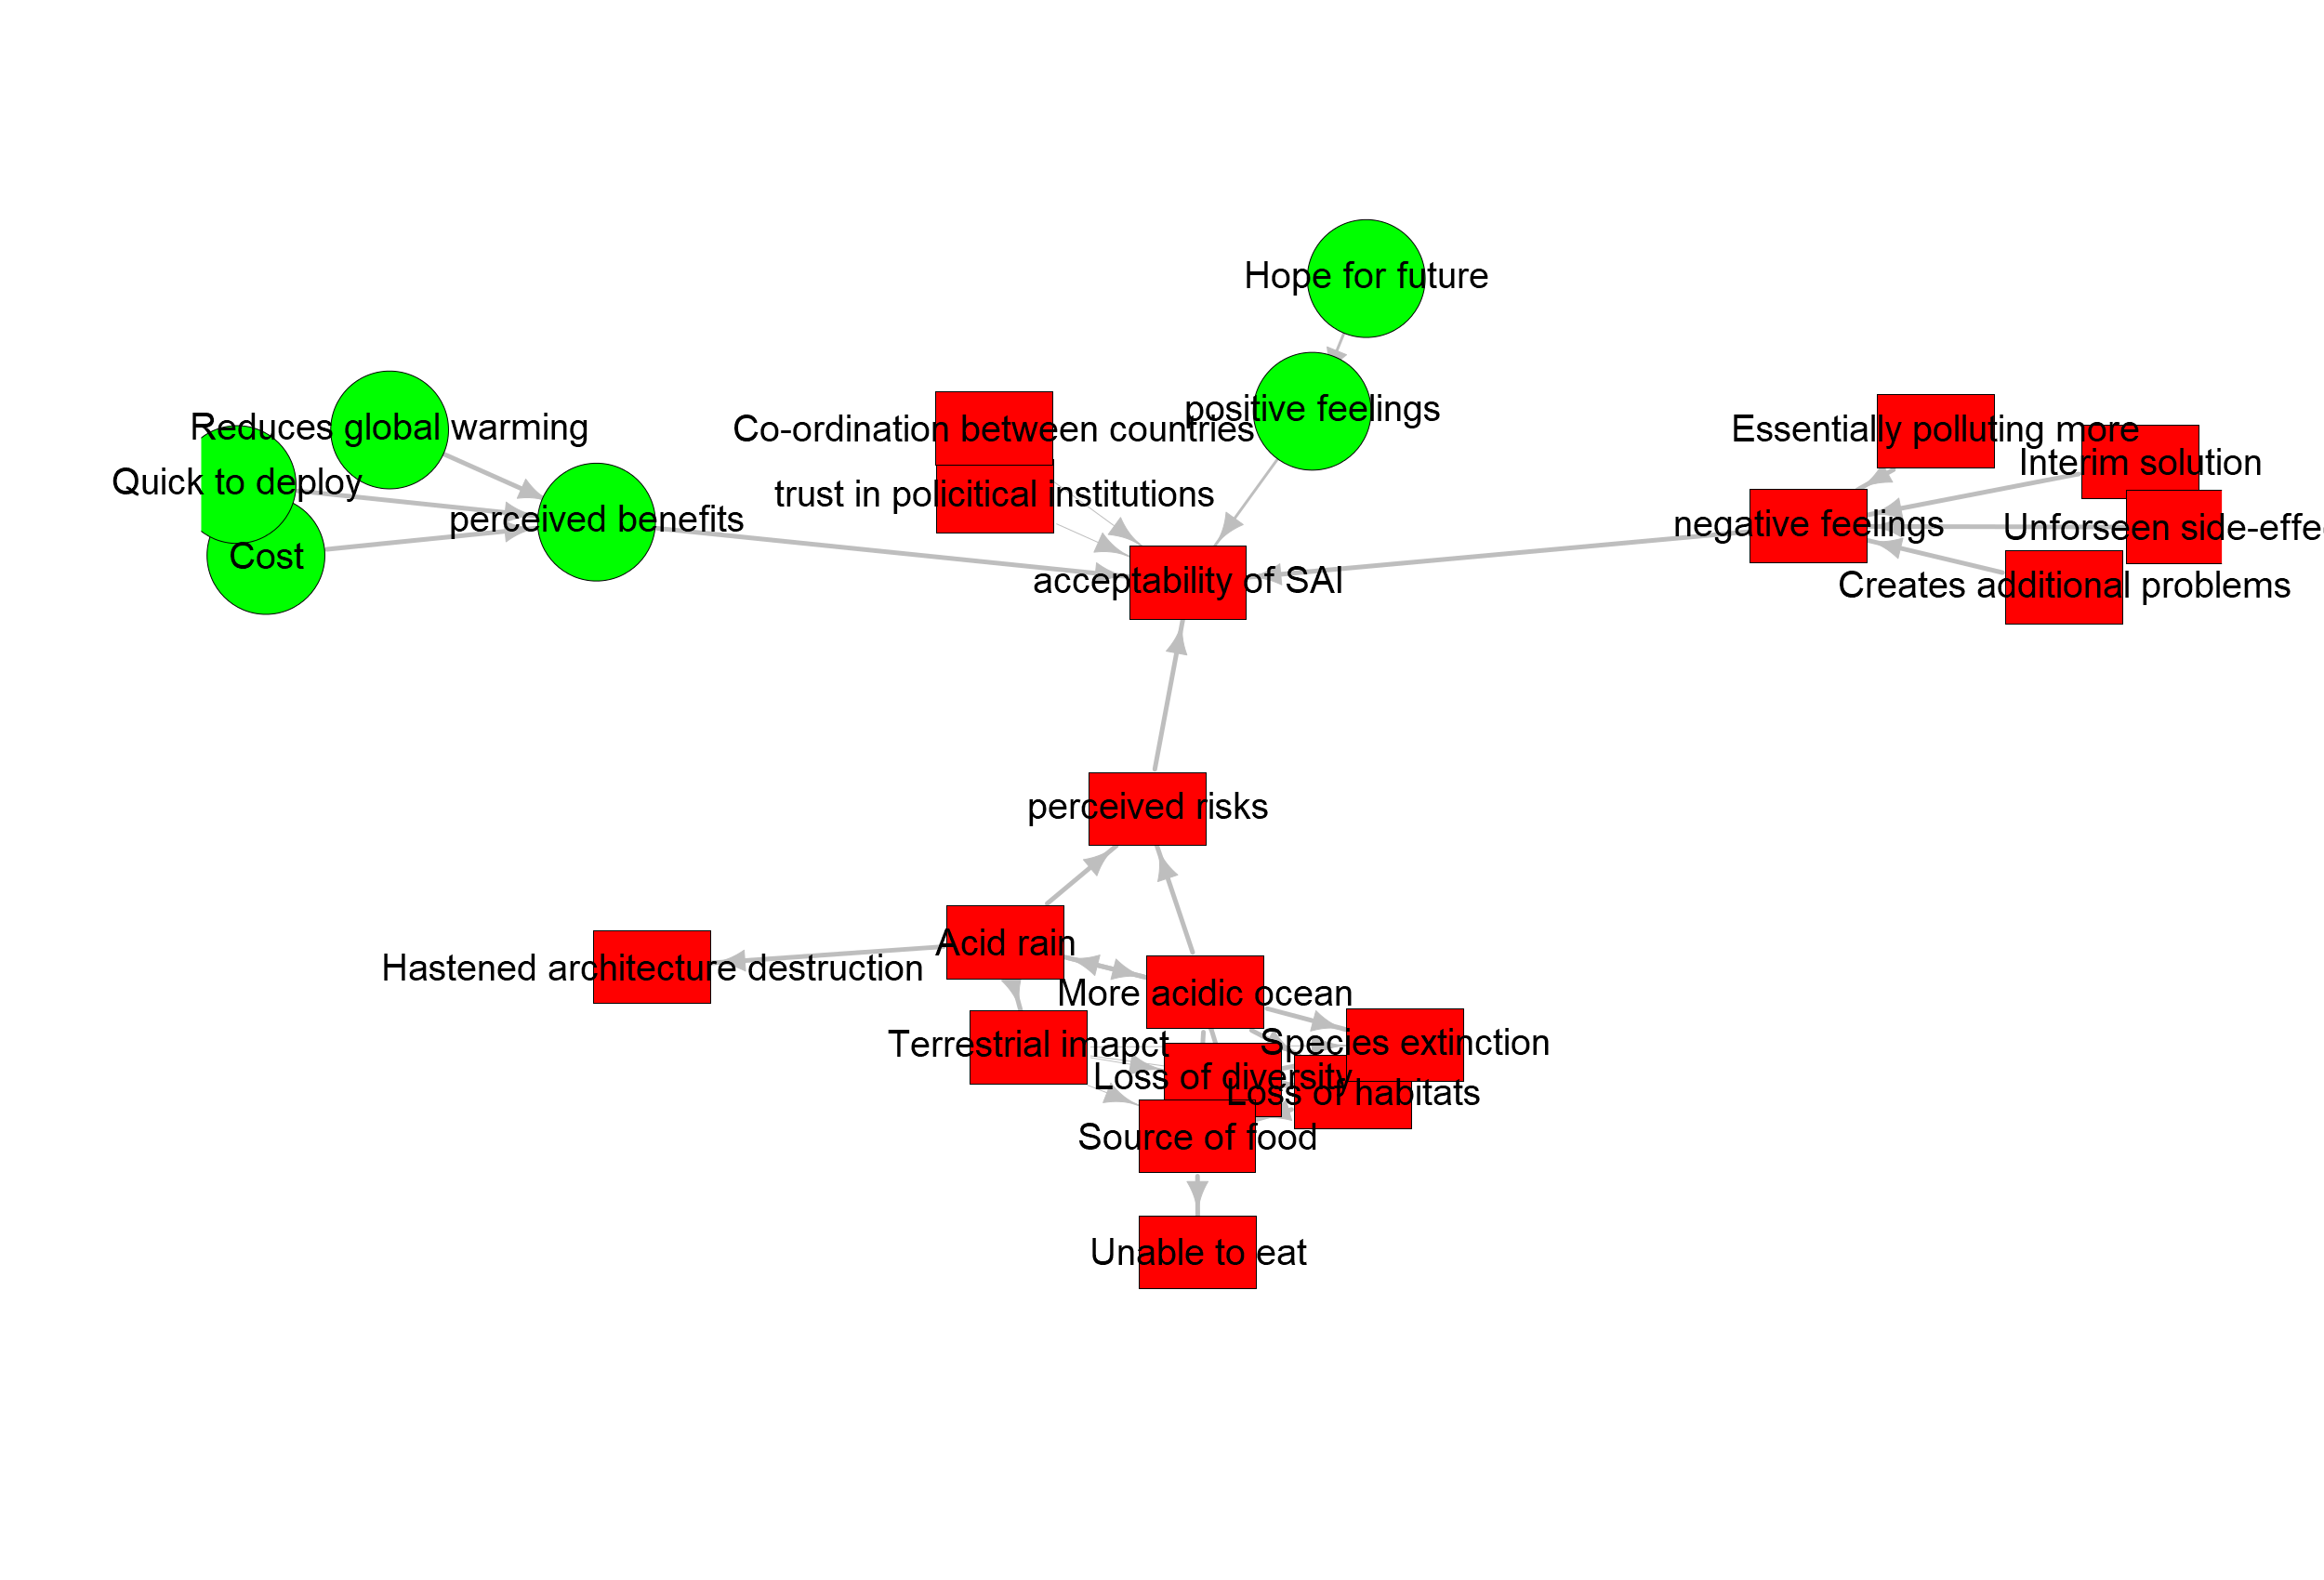 Hope for future
positive feelings
Reduces global warming
Co-ordination between countries
Essentially polluting more
Interim solution
Quick to deploy
trust in policitical institutions
perceived benefits
negative feelings
Unforseen side-effe
Cost
acceptability of SAI
Creates additional problems
perceived risks
Acid rain
Hastened architecture destruction
More acidic ocean
Terrestrial imapct
Species extinction
Loss of diversity
Loss of habitats
Source of food
Unable to eat